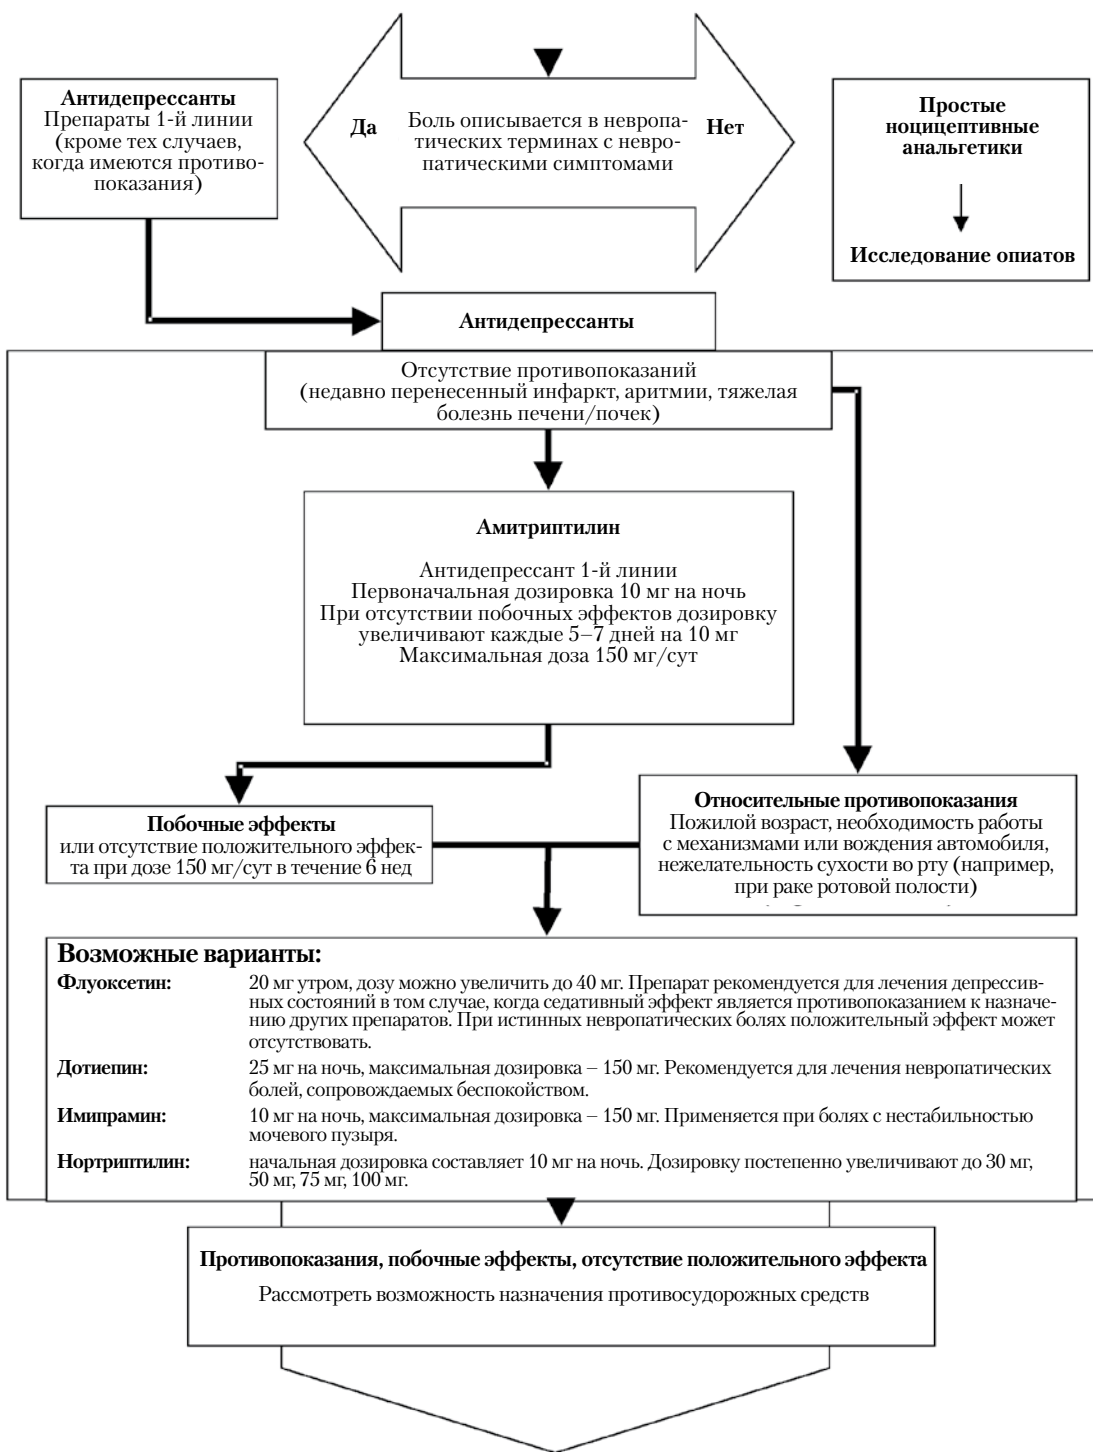 Антидепрессанты
Препараты 1-й линии
(кроме тех случаев,
когда имеются противо-
показания)
Да
Боль описывается в невропа-
тических терминах с невро-
патическими симптомами
Нет
Простые
ноцицептивные
анальгетики
Исследование опиатов
Антидепрессанты
Отсутствие противопоказаний
(недавно перенесенный инфаркт, аритмии, тяжелая
болезнь печени/почек)
Амитриптилин
Антидепрессант 1-й линии
Первоначальная дозировка 10 мг на ночь
При отсутствии побочных эффектов дозировку
увеличивают каждые 5–7 дней на 10 мг
Максимальная доза 150 мг/сут
Побочные эффекты
или отсутствие положительного эффек-
та при дозе 150 мг/сут в течение 6 нед
Относительные противопоказания
Пожилой возраст, необходимость работы
с механизмами или вождения автомобиля,
нежелательность сухости во рту (например,
при раке ротовой полости)
Возможные варианты:
Флуоксетин: 20 мг утром, дозу можно увеличить до 40 мг. Препарат рекомендуется для лечения депрессив-
ных состояний в том случае, когда седативный эффект является противопоказанием к назначе-
нию других препаратов. При истинных невропатических болях положительный эффект может
отсутствовать.
Дотиепин: 25 мг на ночь, максимальная дозировка – 150 мг. Рекомендуется для лечения невропатических
болей, сопровождаемых беспокойством.
Имипрамин: 10 мг на ночь, максимальная дозировка – 150 мг. Применяется при болях с нестабильностью
мочевого пузыря.
Нортриптилин: начальная дозировка составляет 10 мг на ночь. Дозировку постепенно увеличивают до 30 мг,
50 мг, 75 мг, 100 мг.
Противопоказания, побочные эффекты, отсутствие положительного эффекта
Рассмотреть возможность назначения противосудорожных средств